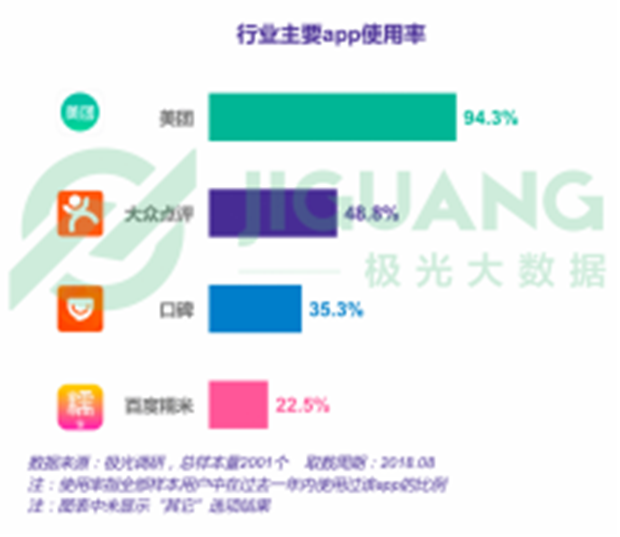 行业主要app使用率
美团
美团
94.3%
大众点评
48.8%
JIGUANG
极光大数据
口碑
35.3%
糯
百度糯米
22.5%
数据来源:极光调研,总样本量2001个 取数周期:2018.08
注:使用率指全部样本用户中在过去一年内使用过该app的比例
注:图表中未显示“其它”选项结果